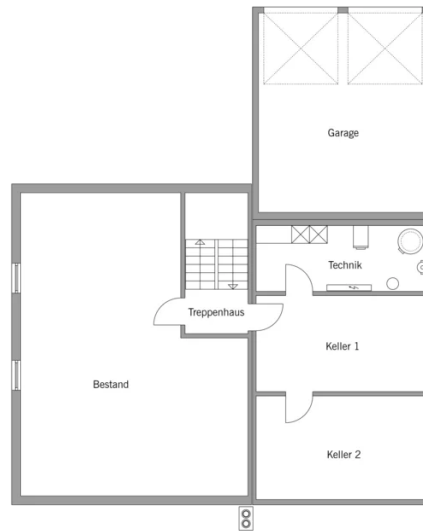 Garage
Technik
Treppenhaus
Keller 1
Bestand
Keller 2